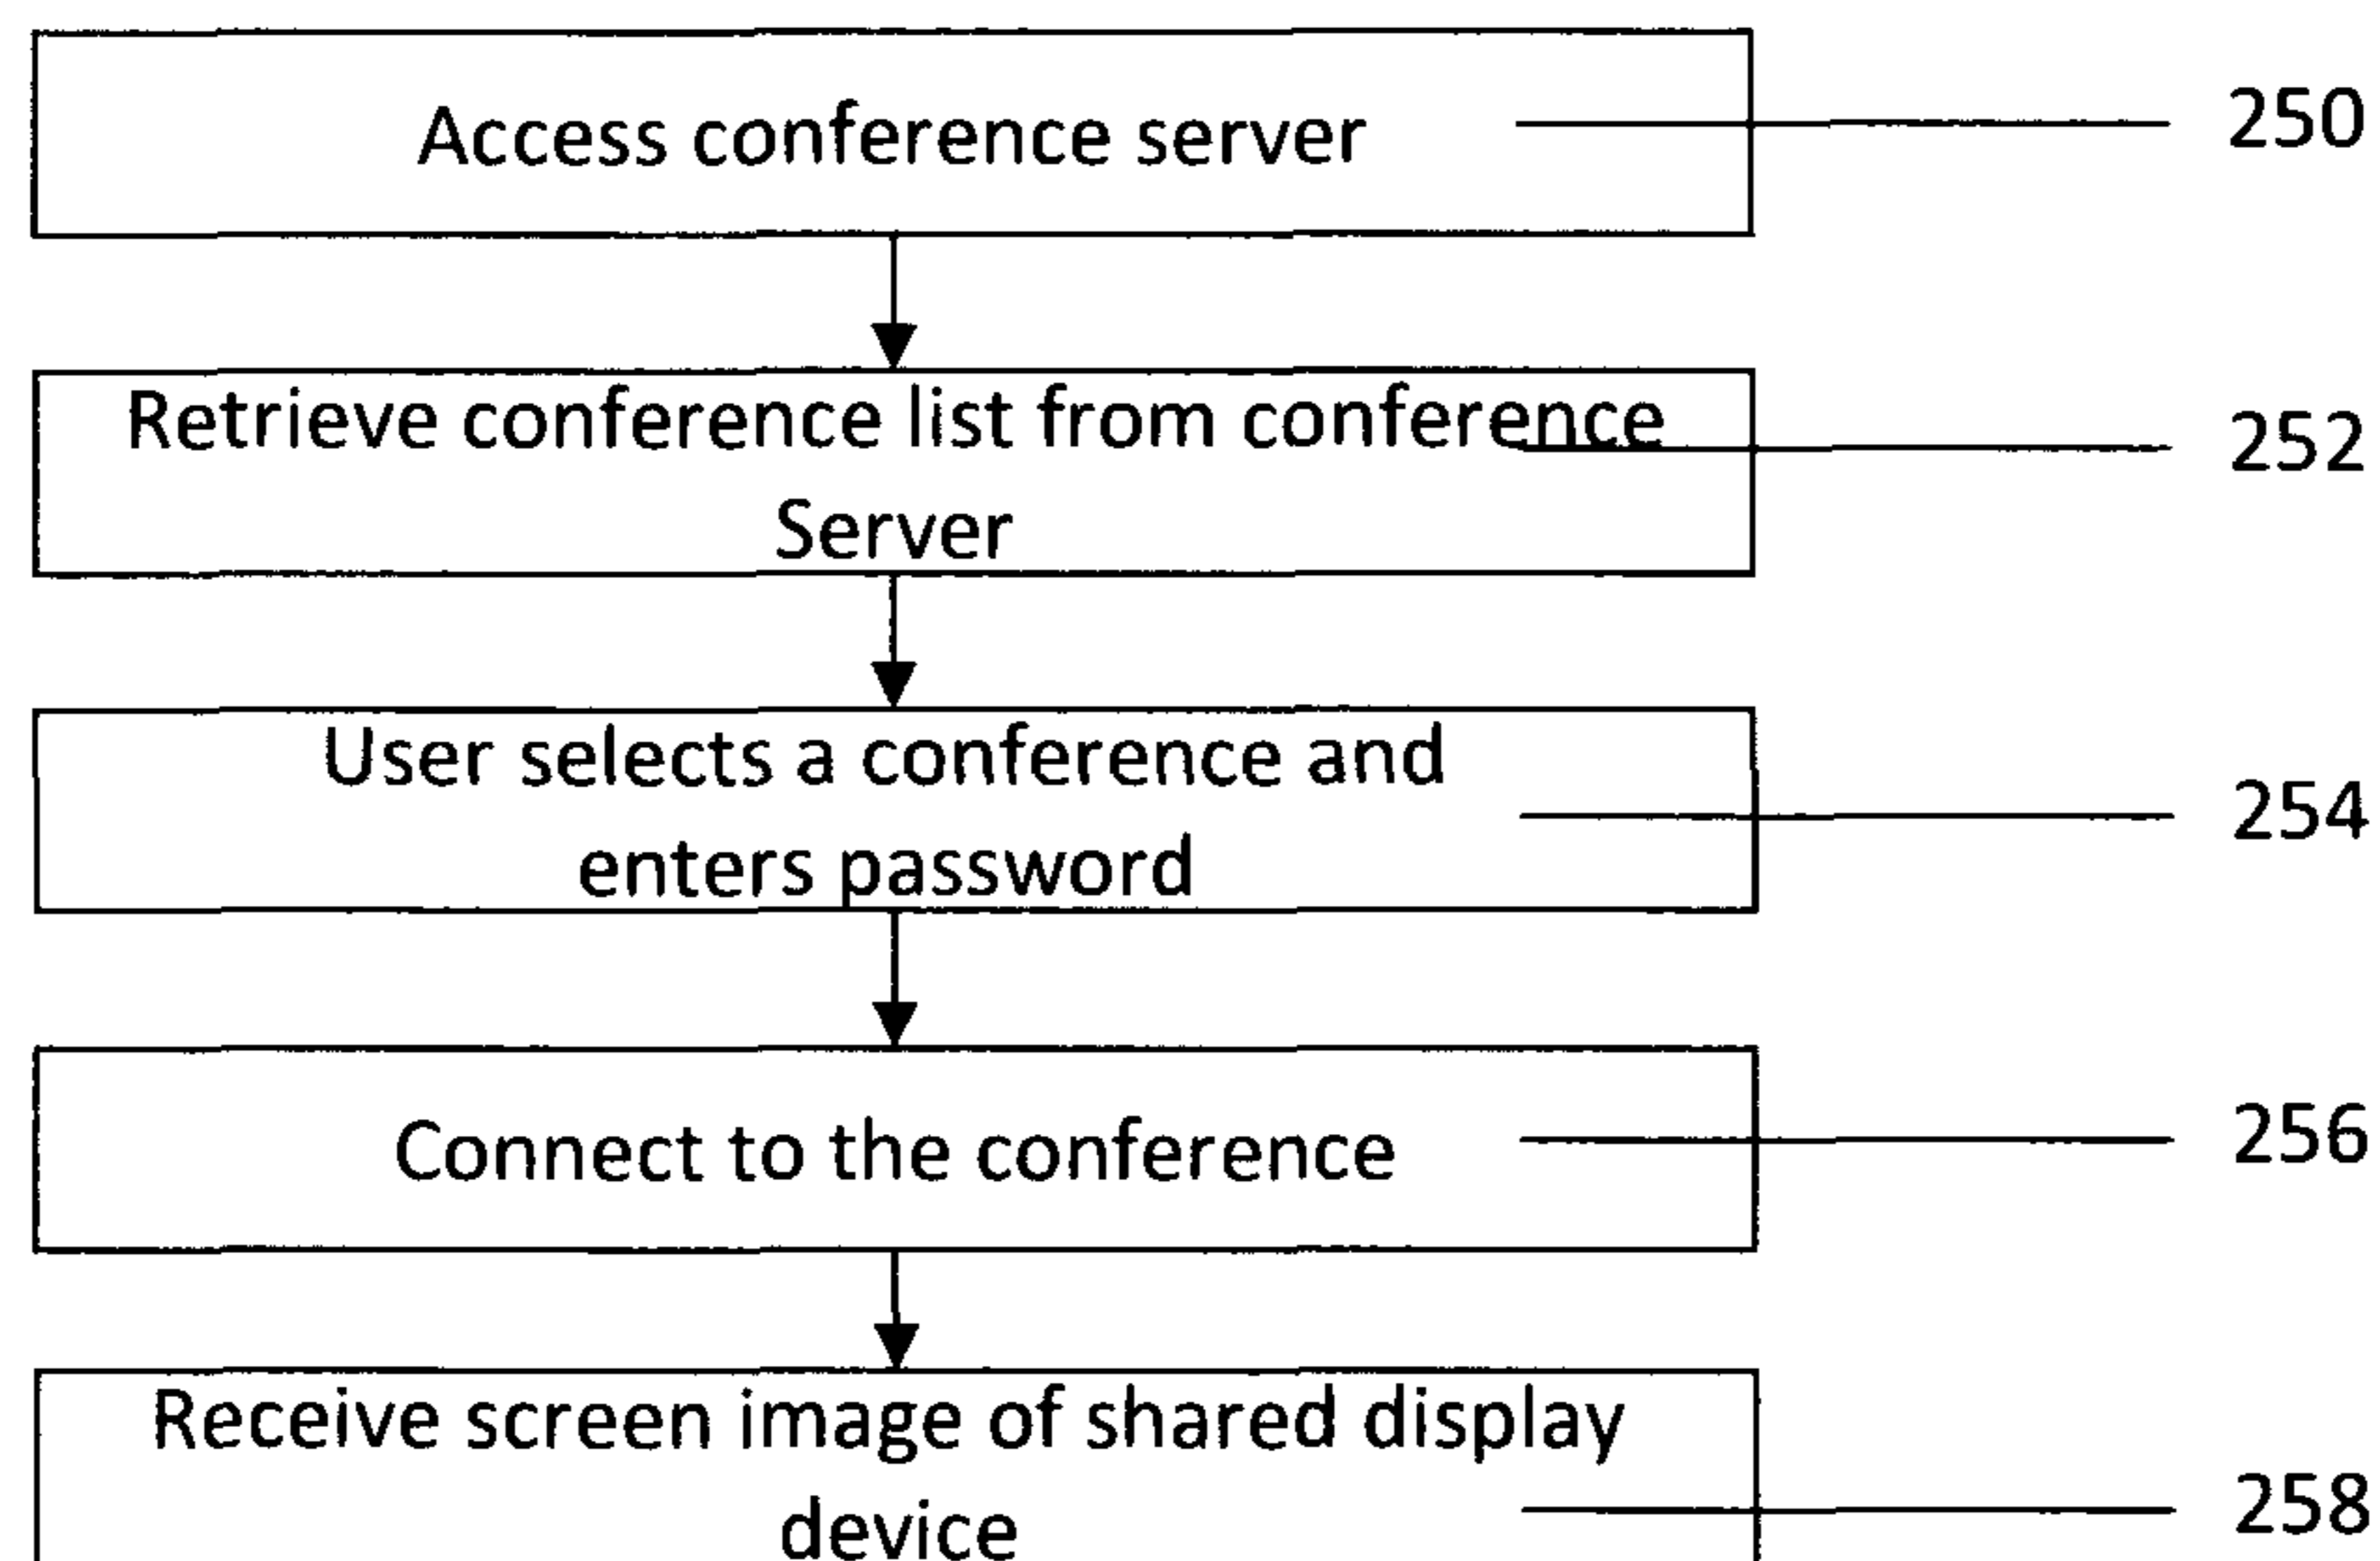 Access conference server
250
Retrieve conference list from conference
Server
252
User selects a conference and
enters password
254
Connect to the conference
256
Receive screen image of shared display
device
258